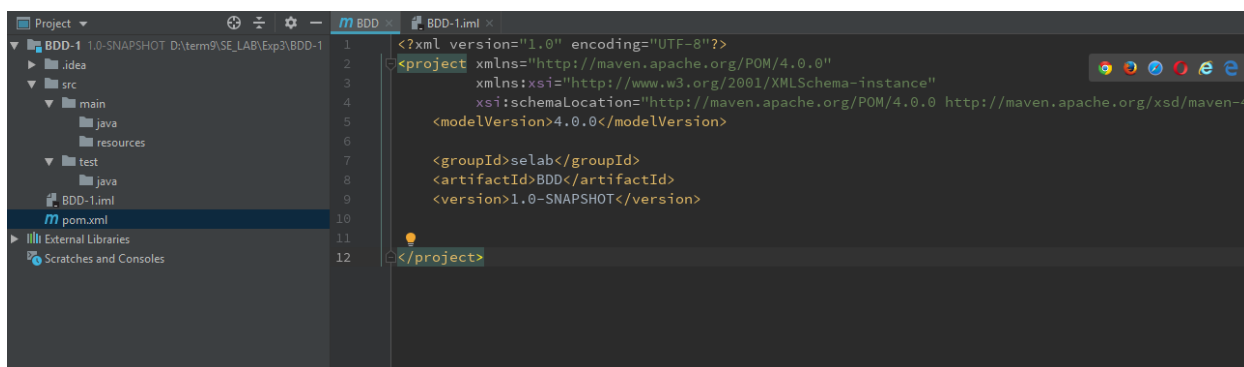 Project
BDD-1 1.0-SNAPSHOT D:\term9\SE_LAB\Exp3\BDD-1
.idea
src
main
java
resources
test
java
BDD-1.iml
m pom.xml
External Libraries
Scratches and Consoles
m BDD
BDD-1.iml
1 <?xml version="1.0" encoding="UTF-8"?>
2 <project xmlns="http://maven.apache.org/POM/4.0.0"
3 xmlns:xsi="http://www.w3.org/2001/XMLSchema-instance"
4 xsi:schemaLocation="http://maven.apache.org/POM/4.0.0 http://maven.apache.org/xsd/maven-4
5 <modelVersion>4.0.0</modelVersion>
6
7 <groupId>selab</groupId>
8 <artifactId>BDD</artifactId>
9 <version>1.0-SNAPSHOT</version>
10
11
12 </project>